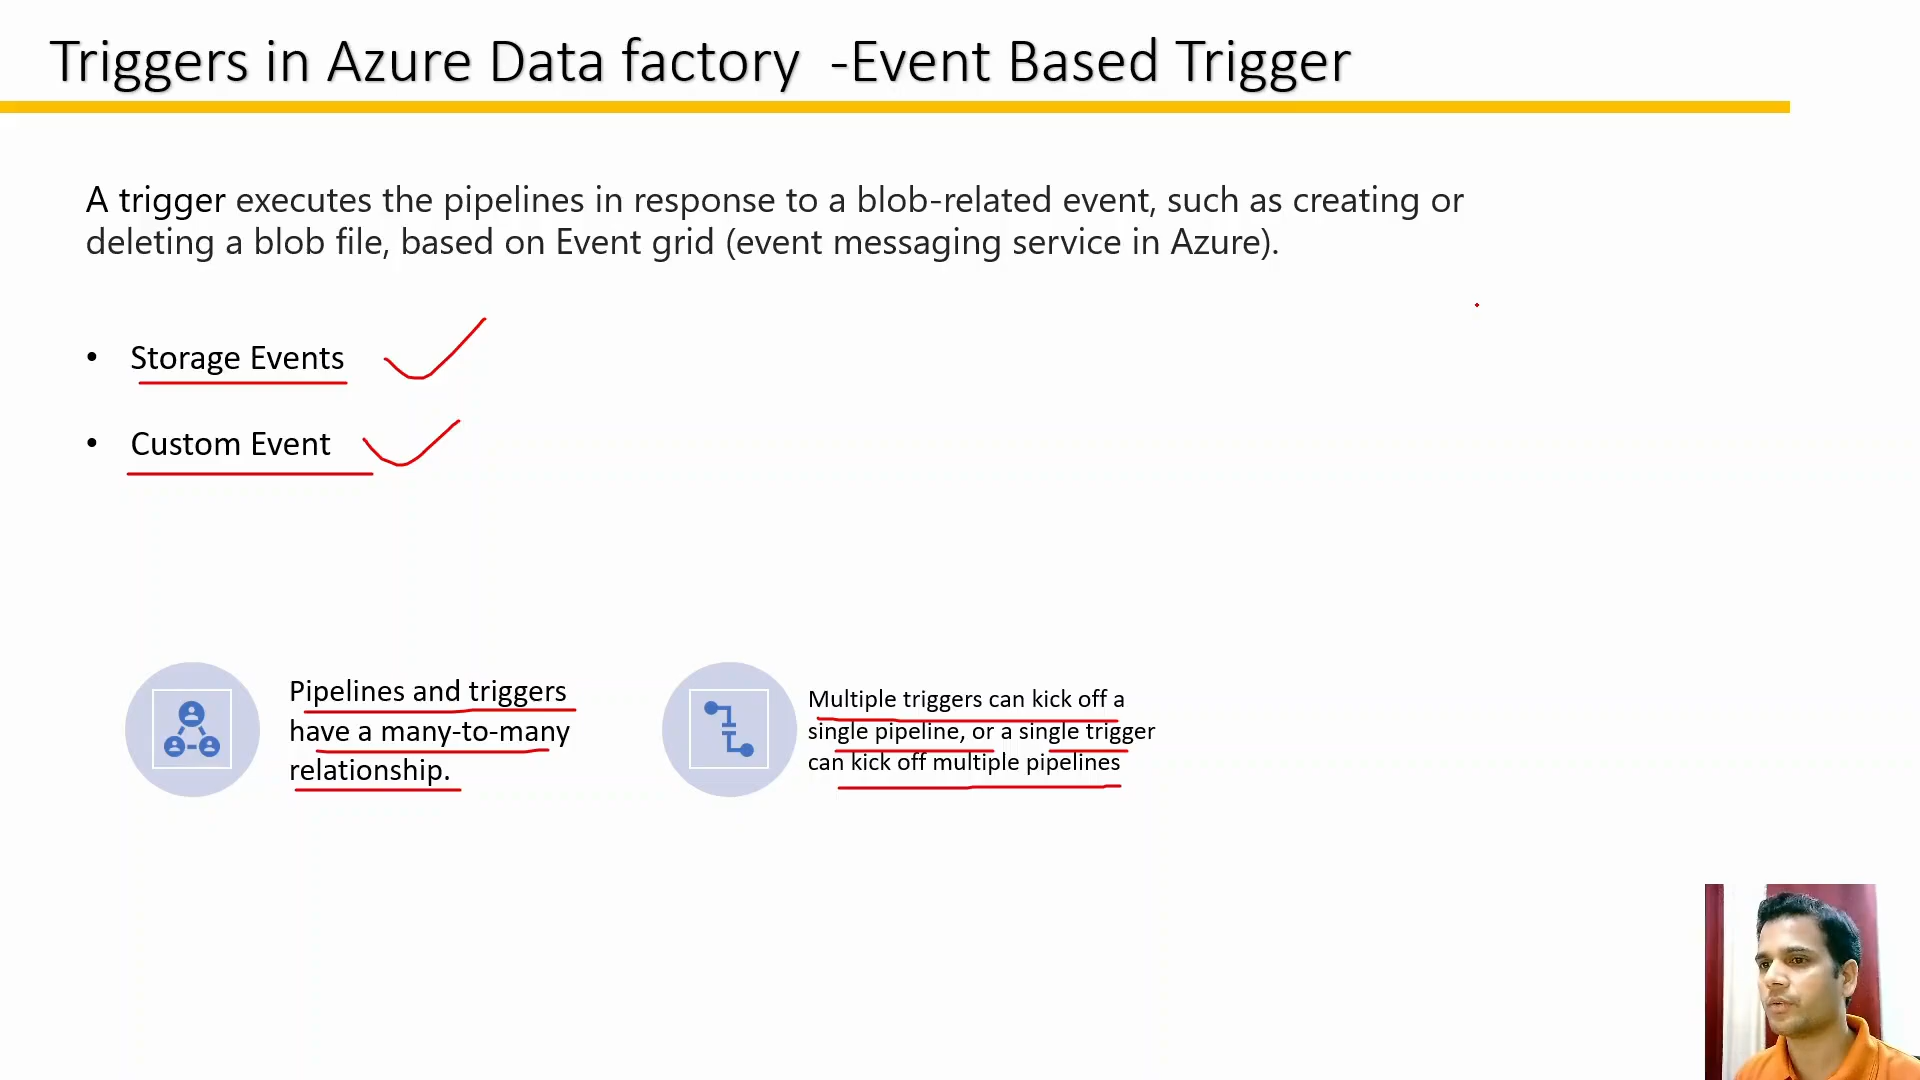 Triggers in Azure Data factory -Event Based Trigger
A trigger executes the pipelines in response to a blob-related event, such as creating or
deleting a blob file, based on Event grid (event messaging service in Azure).
• Storage Events
• Custom Event
Pipelines and triggers
have a many-to-many
relationship.
Multiple triggers can kick off a
single pipeline, or a single trigger
can kick off multiple pipelines